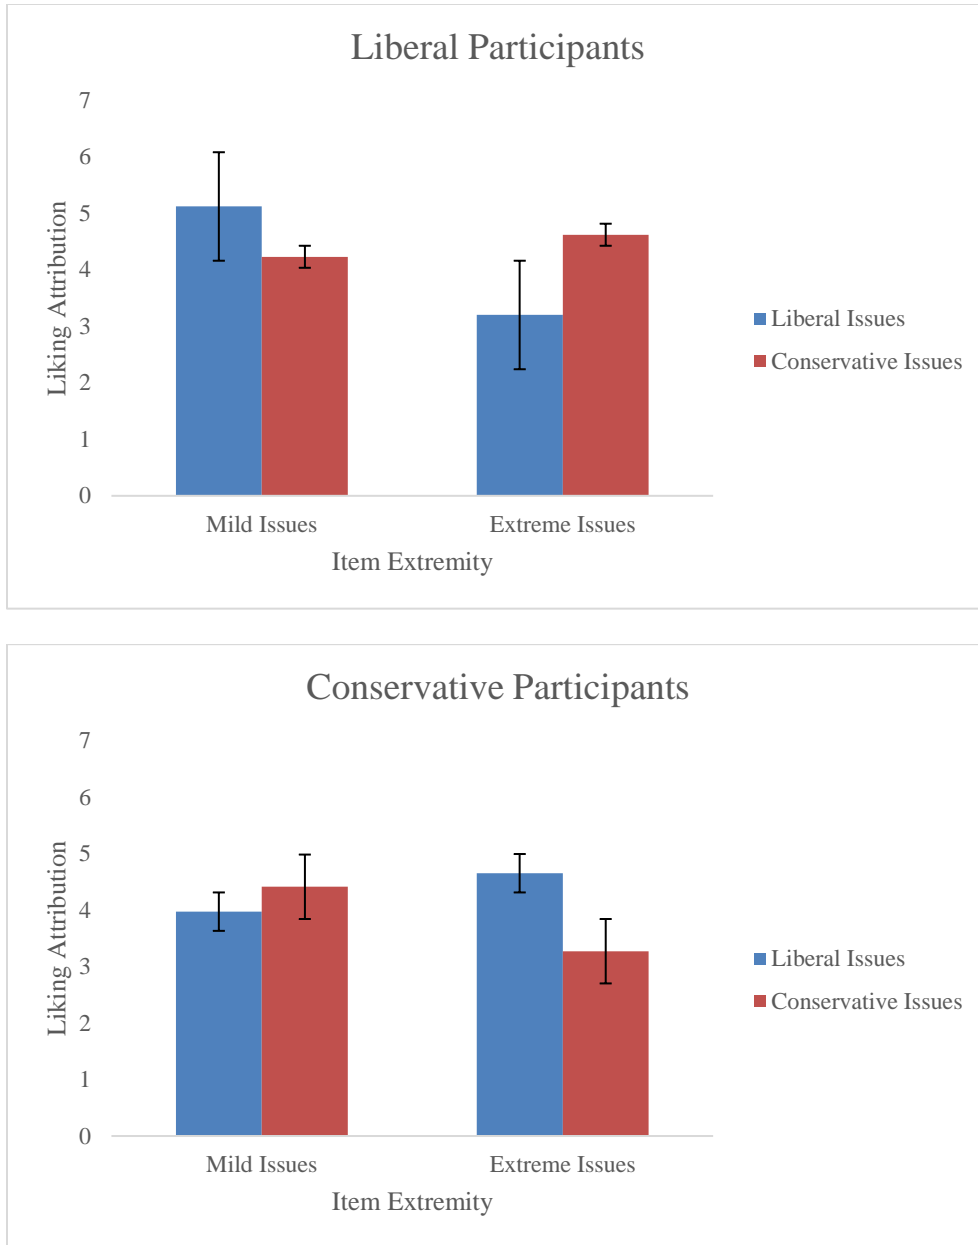 Liberal Participants
7
6
5
4
3
2
1
0
Liking Attribution
Mild Issues Extreme Issues
Item Extremity
Liberal Issues
Conservative Issues
Conservative Participants
7
6
5
4
3
2
1
0
Liking Attribution
Mild Issues Extreme Issues
Item Extremity
Liberal Issues
Conservative Issues